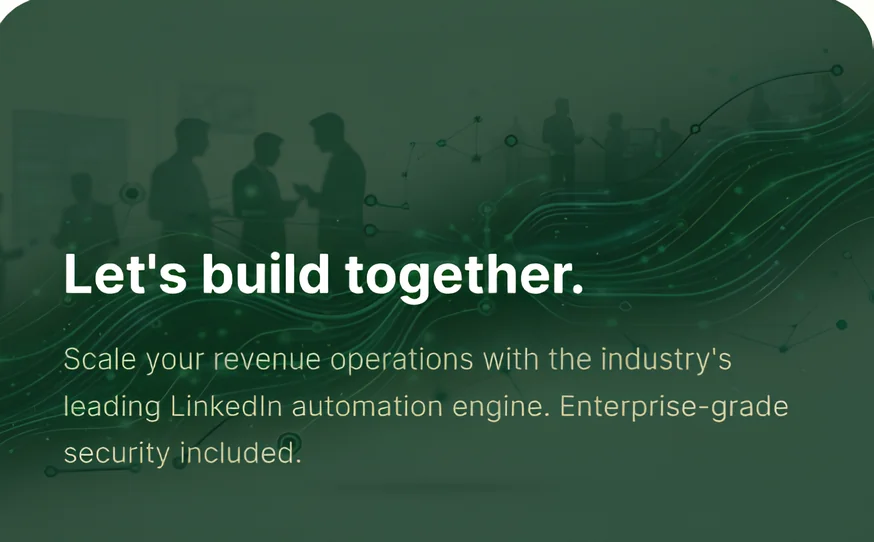 Let's build together.
Scale your revenue operations with the industry's
leading LinkedIn automation engine. Enterprise-grade
security included.